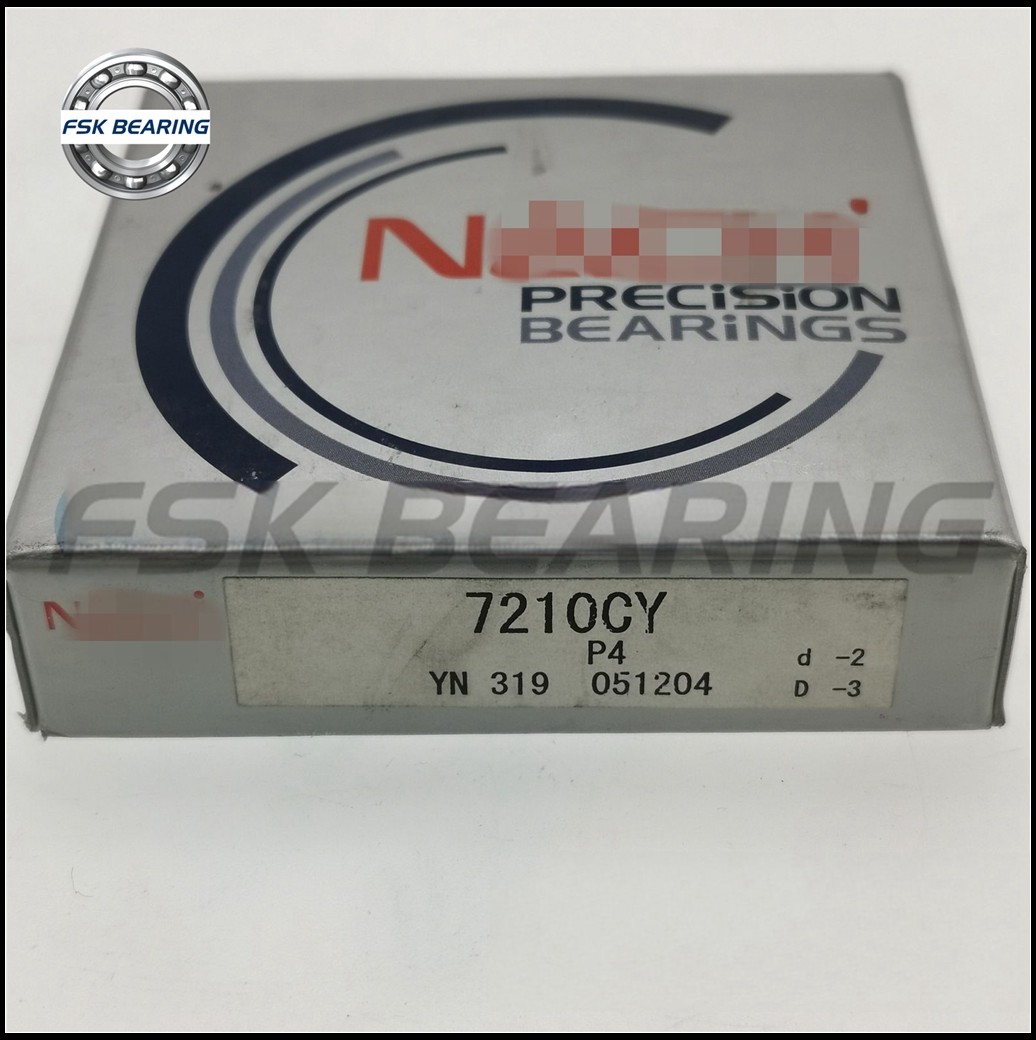 FSK BEARING
PRECiSiON
BEARiNGS
FSK BEARING
7210CY
P4
d -2
YN 319 051204
D -3